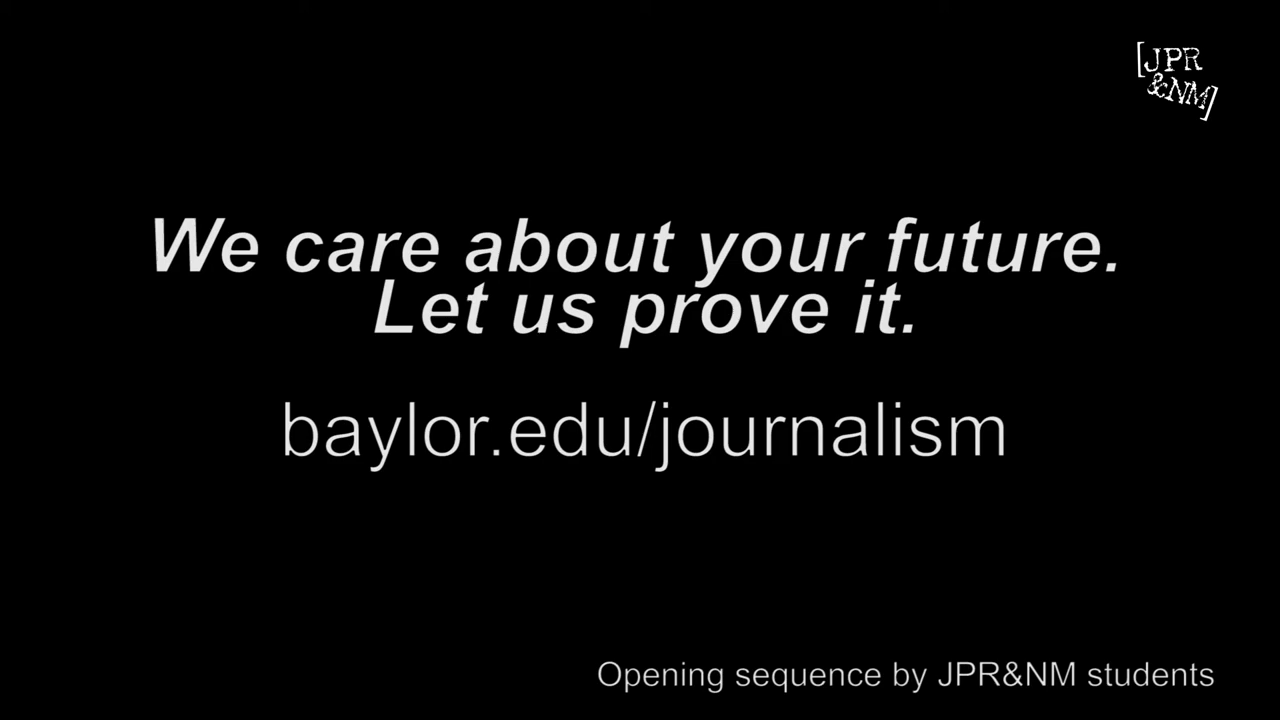 [JPR
&NM]
We care about your future.
Let us prove it.
baylor.edu/journalism
Opening sequence by JPR&NM students